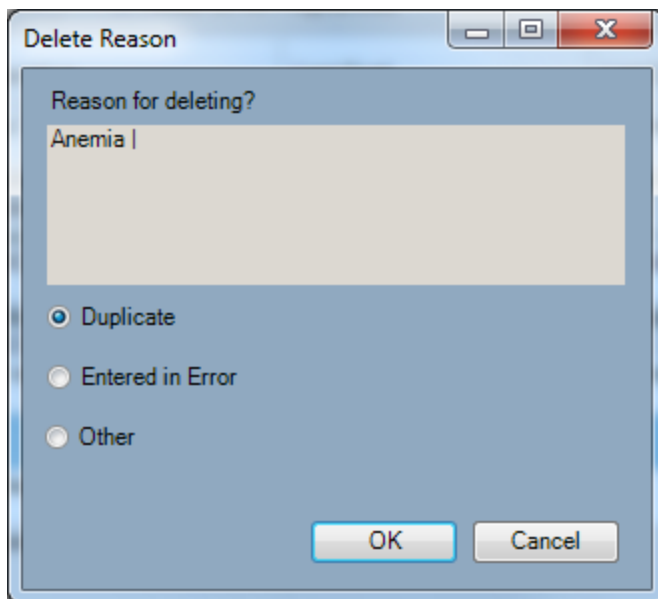 Delete Reason
Reason for deleting?
Anemia |
Duplicate
Entered in Error
Other
OK Cancel